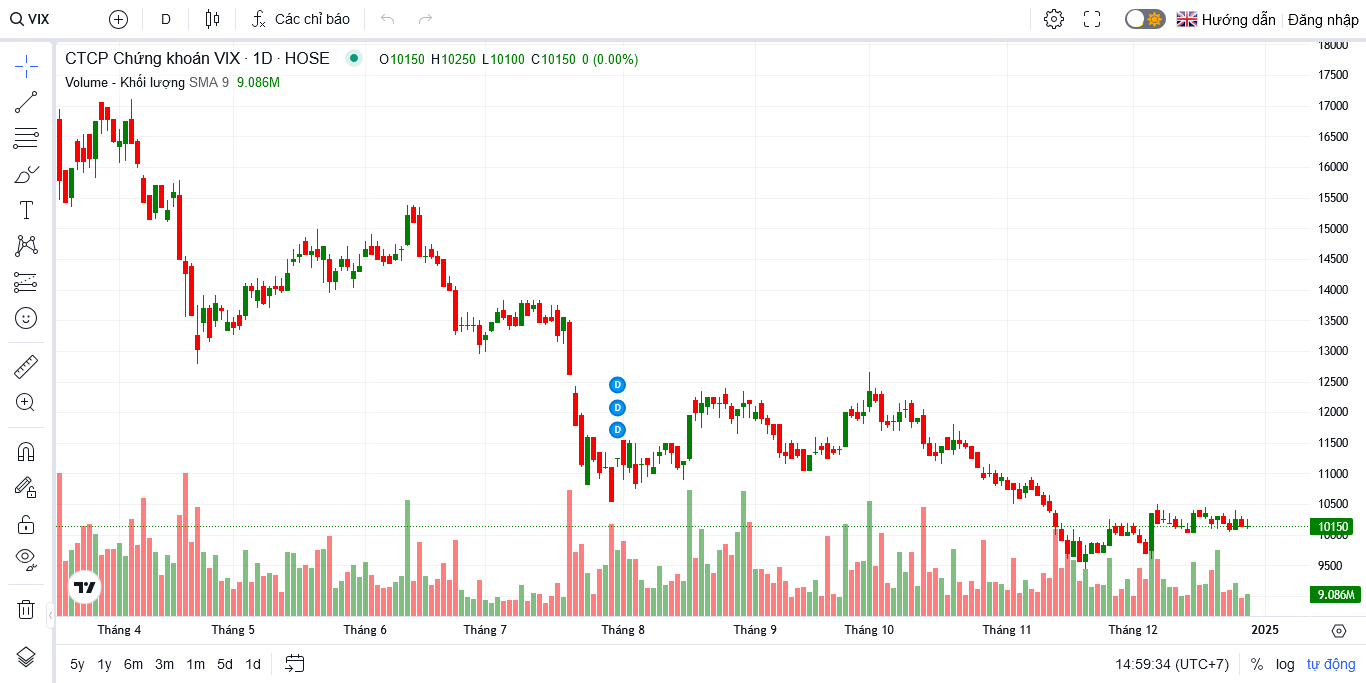 VIX D Các chỉ báo Hướng dẫn Đăng nhập
CTCP Chứng khoán VIX · 1D · HOSE O10150 H10250 L10100 C10150 0 (0.00%)
Volume - Khối lượng SMA 9 9.086M
18000
17500
17000
16500
16000
15500
15000
14500
14000
13500
13000
12500
12000
11500
11000
10500
10150
10000
9500
9.086M
D
D
D
Tháng 4 Tháng 5 Tháng 6 Tháng 7 Tháng 8 Tháng 9 Tháng 10 Tháng 11 Tháng 12 2025
5y 1y 6m 3m 1m 5d 1d 14:59:34 (UTC+7) % log tự động